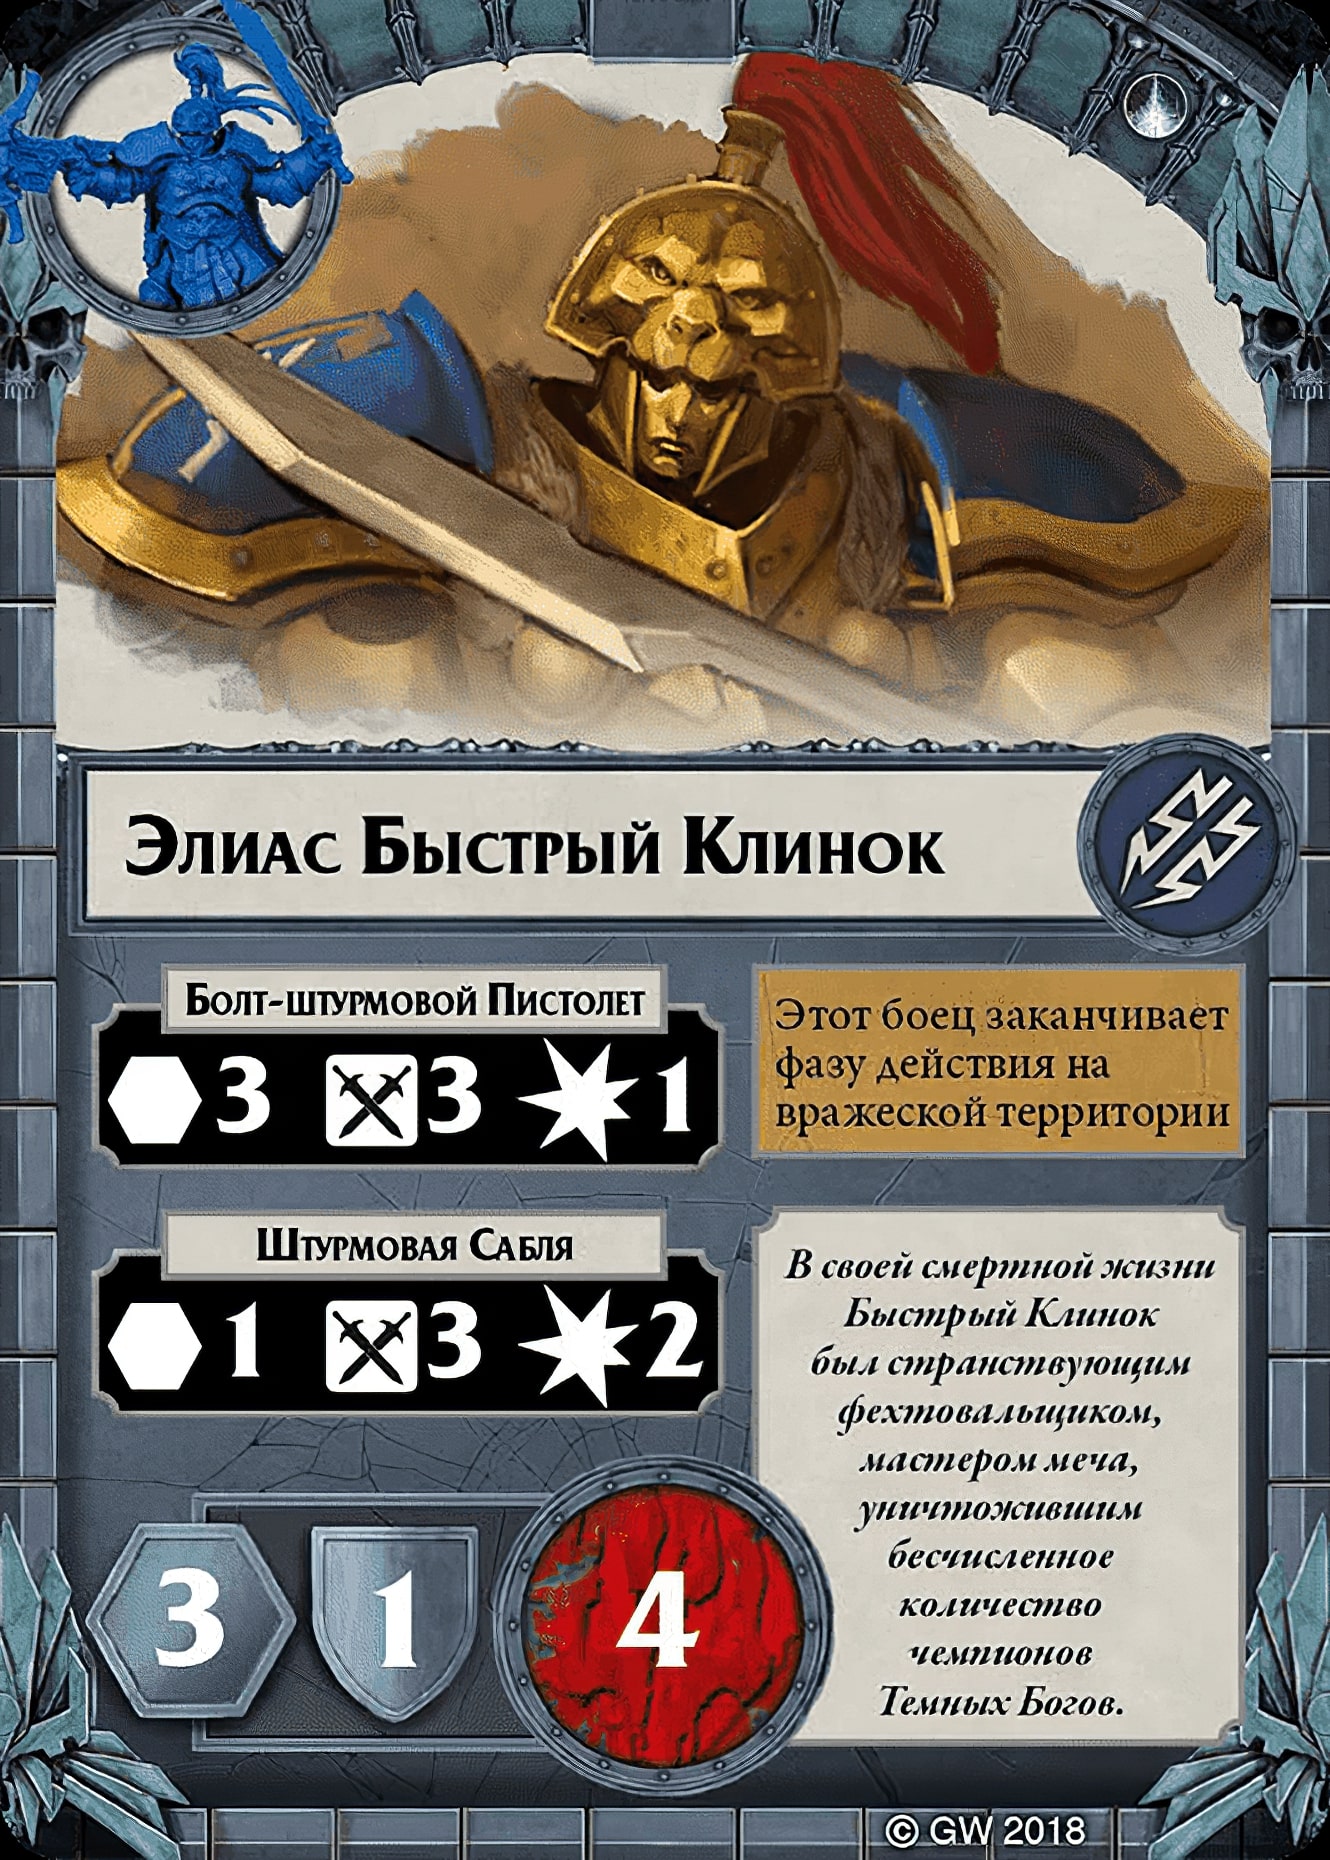 Элиас Быстрый Клинок
Болт-штурмовой Пистолет
3 3 1
Этот боец заканчивает
фазу действия на
вражеской территории
Штурмовая Сабля
1 3 2
В своей смертной жизни
Быстрый Клинок
был странствующим
фехтовальщиком,
мастером меча,
уничтожившим
бесчисленное
количество
чемпионов
Темных Богов.
3 1 4
© GW 2018